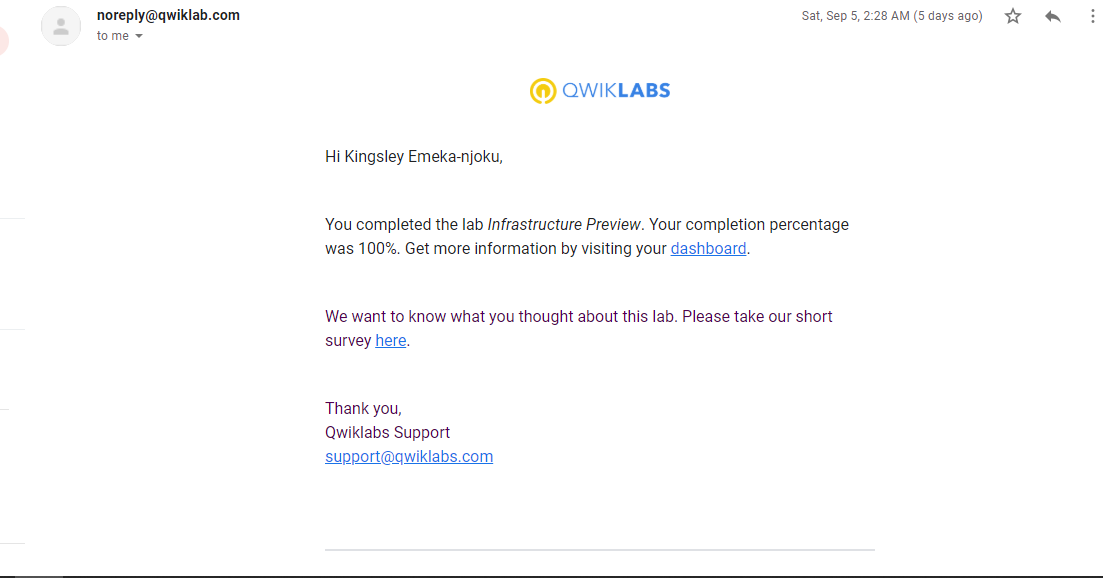 noreply@qwiklab.com
Sat, Sep 5, 2:28 AM (5 days ago)
to me
QWIKLABS
Hi Kingsley Emeka-njoku,
You completed the lab Infrastructure Preview. Your completion percentage
was 100%. Get more information by visiting your dashboard.
We want to know what you thought about this lab. Please take our short
survey here.
Thank you,
Qwiklabs Support
support@qwiklabs.com